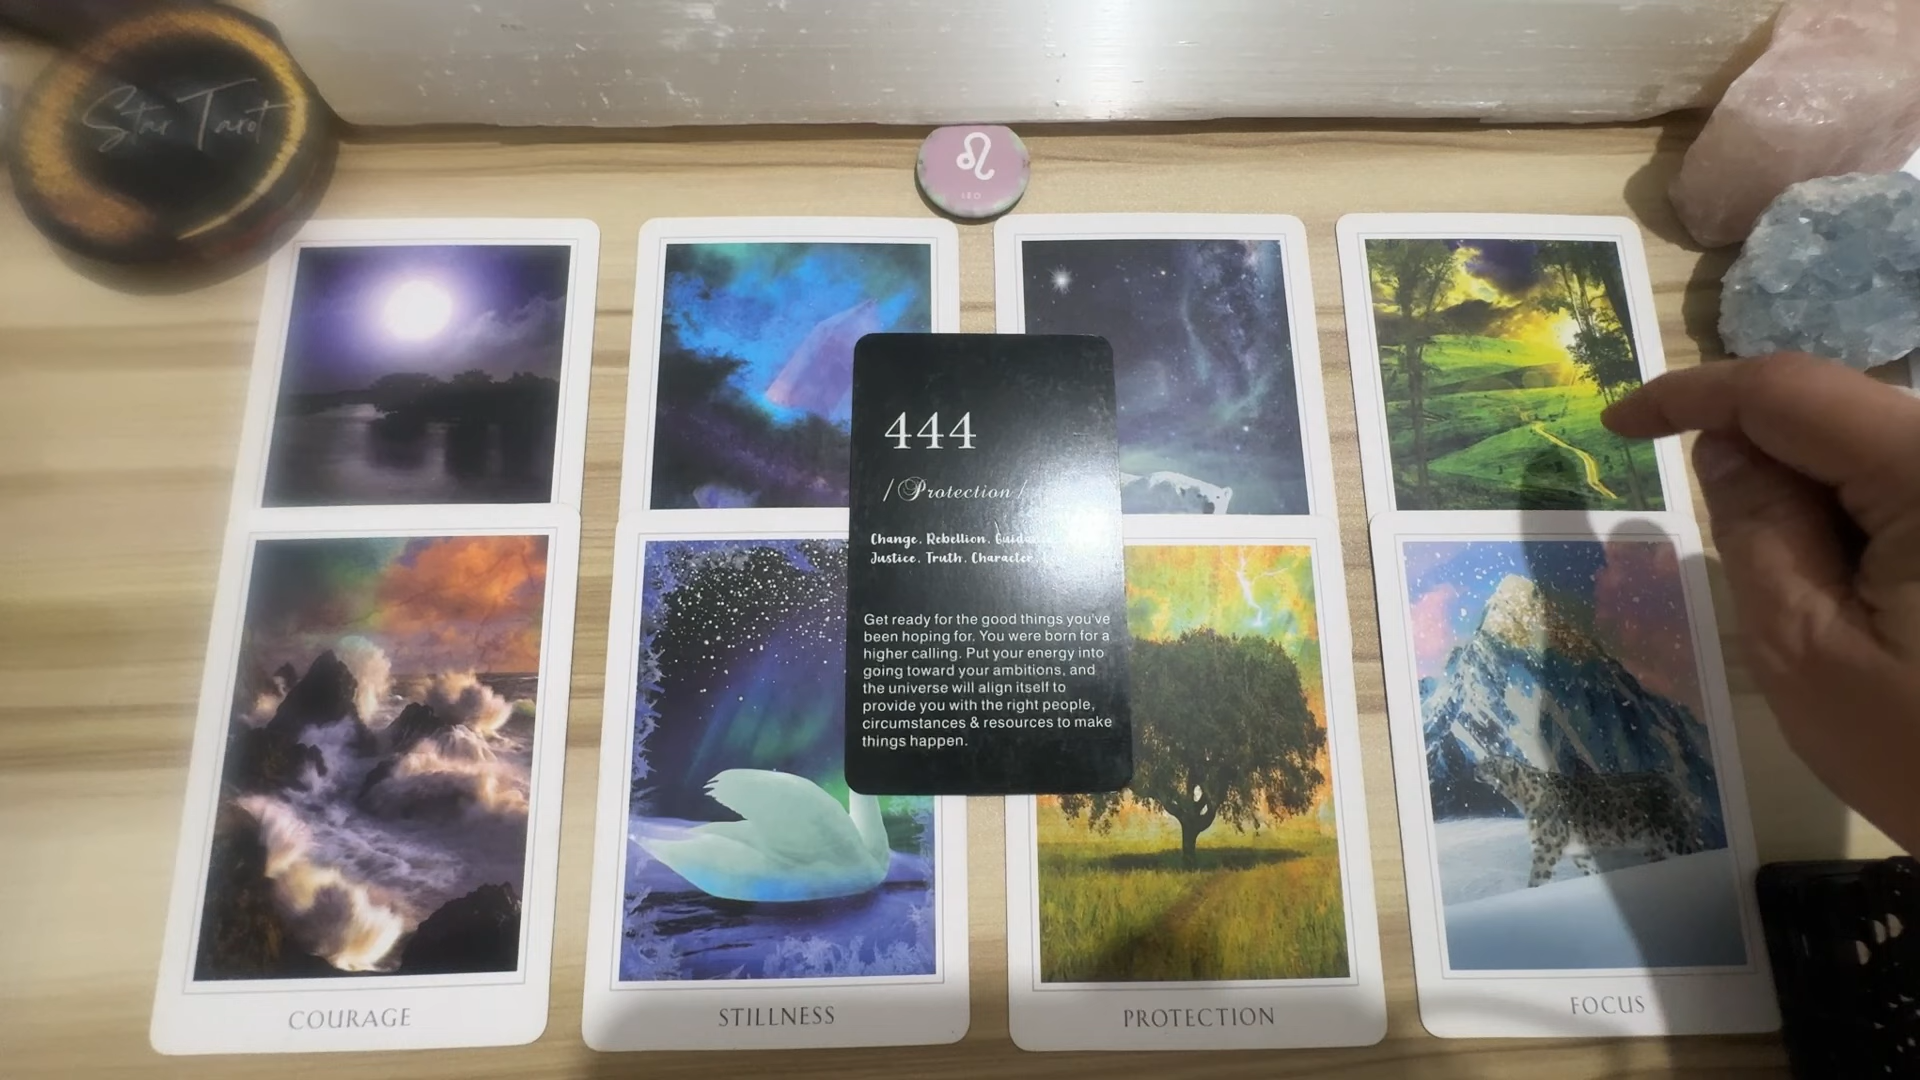 Star Tarot
LEO
444
/Protection/
Change, Rebellion,
Justice, Truth, Character,
Get ready for the good things you've
been hoping for. You were born for a
higher calling. Put your energy into
going toward your ambitions, and
the universe will align itself to
provide you with the right people,
circumstances & resources to make
things happen.
COURAGE
STILLNESS
PROTECTION
FOCUS